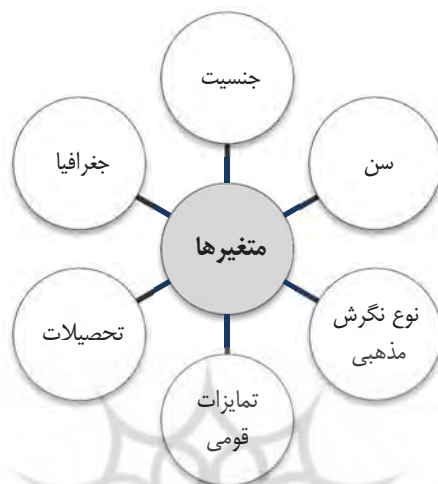 جنسیت
سن
جغرافیا
متغیرها
نوع نگرش
مذهبی
تحصیلات
تمایزات
قومی